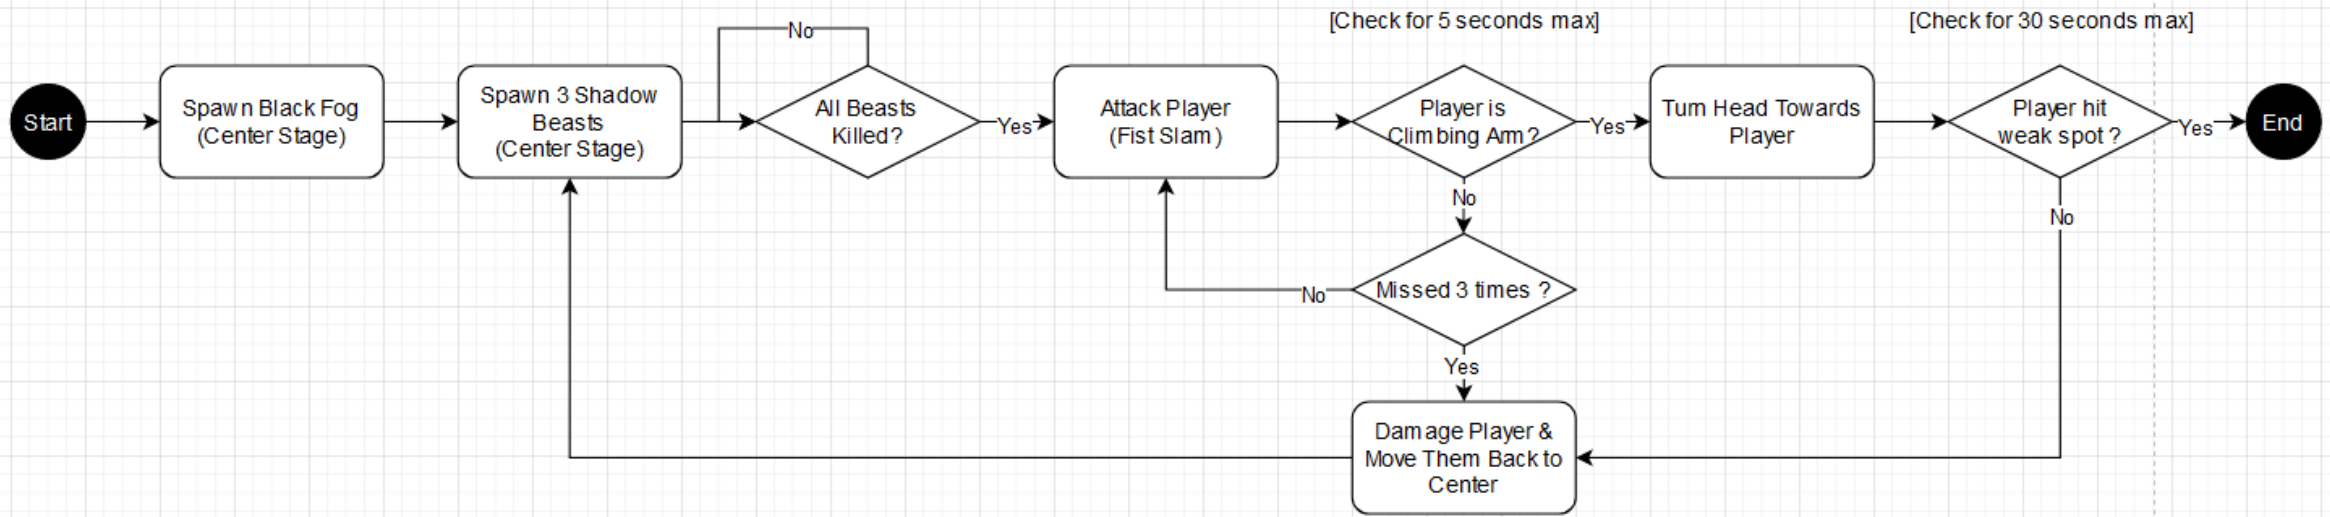 [Check for 5 seconds max]
[Check for 30 seconds max]
No
Start
Spawn Black Fog
(Center Stage)
Spawn 3 Shadow
Beasts
(Center Stage)
All Beasts
Killed?
Yes
Attack Player
(Fist Slam)
Player is
Climbing Arm?
Yes
Turn Head Towards
Player
Player hit
weak spot ?
Yes
End
No
No
Missed 3 times ?
No
Yes
Damage Player &
Move Them Back to
Center